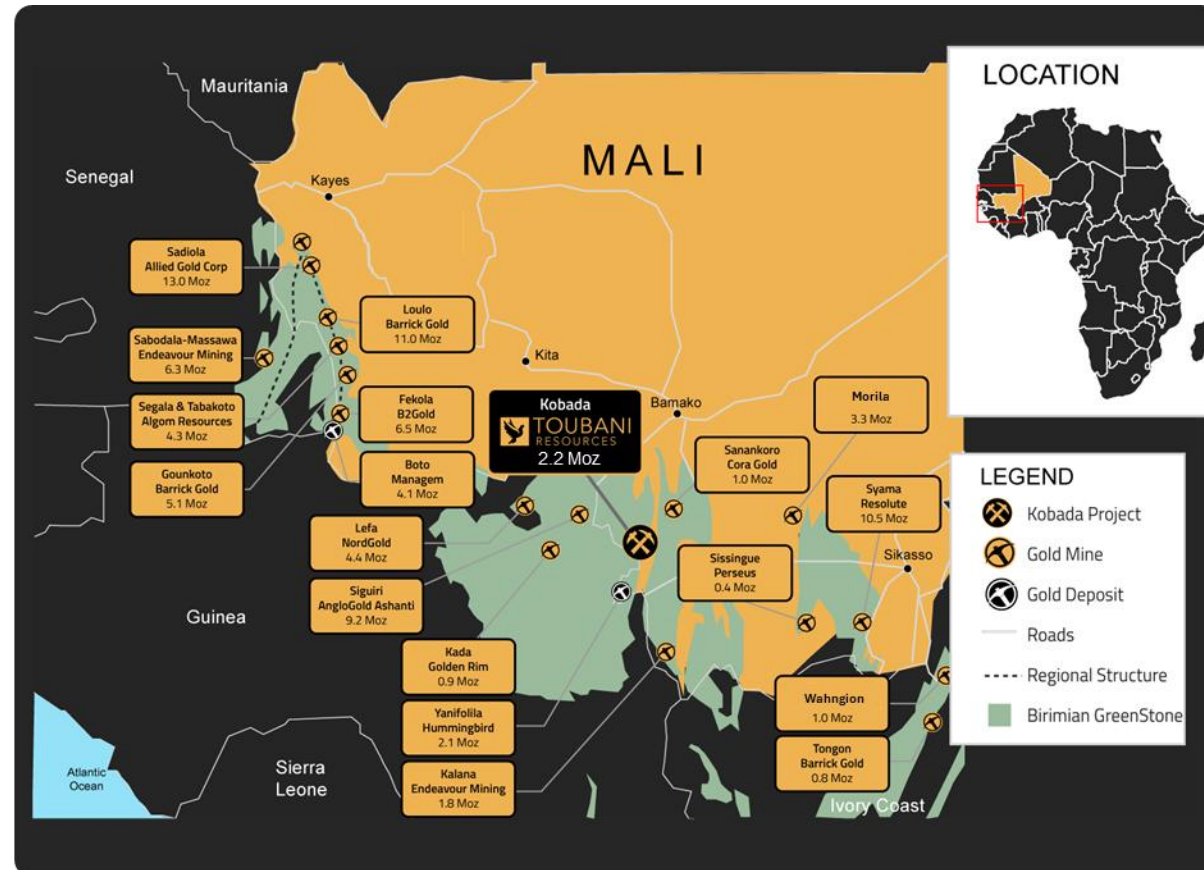 Mauritania
LOCATION
MALI
Senegal
Kayes
Sadiola
Allied Gold Corp
13.0 Moz
Loulo
Barrick Gold
11.0 Moz
Sabodala-Massawa
Endeavour Mining
6.3 Moz
Kita
Segala & Tabakoto
Algom Resources
4.3 Moz
Fekola
B2Gold
6.5 Moz
Kobada
TOUBANI
RESOURCES
2.2 Moz
Bamako
Morila
3.3 Moz
Gounkoto
Barrick Gold
5.1 Moz
Boto
Managem
4.1 Moz
Sanankoro
Cora Gold
1.0 Moz
Syama
Resolute
10.5 Moz
Lefa
NordGold
4.4 Moz
Sissingue
Perseus
0.4 Moz
Sikasso
Siguiri
AngloGold Ashanti
9.2 Moz
Guinea
Kada
Golden Rim
0.9 Moz
Yanifolila
Hummingbird
2.1 Moz
Wahngion
1.0 Moz
Kalana
Endeavour Mining
1.8 Moz
Tongon
Barrick Gold
0.8 Moz
Atlantic
Ocean
Sierra
Leone
Ivory Coast
LEGEND
Kobada Project
Gold Mine
Gold Deposit
Roads
Regional Structure
Birimian GreenStone